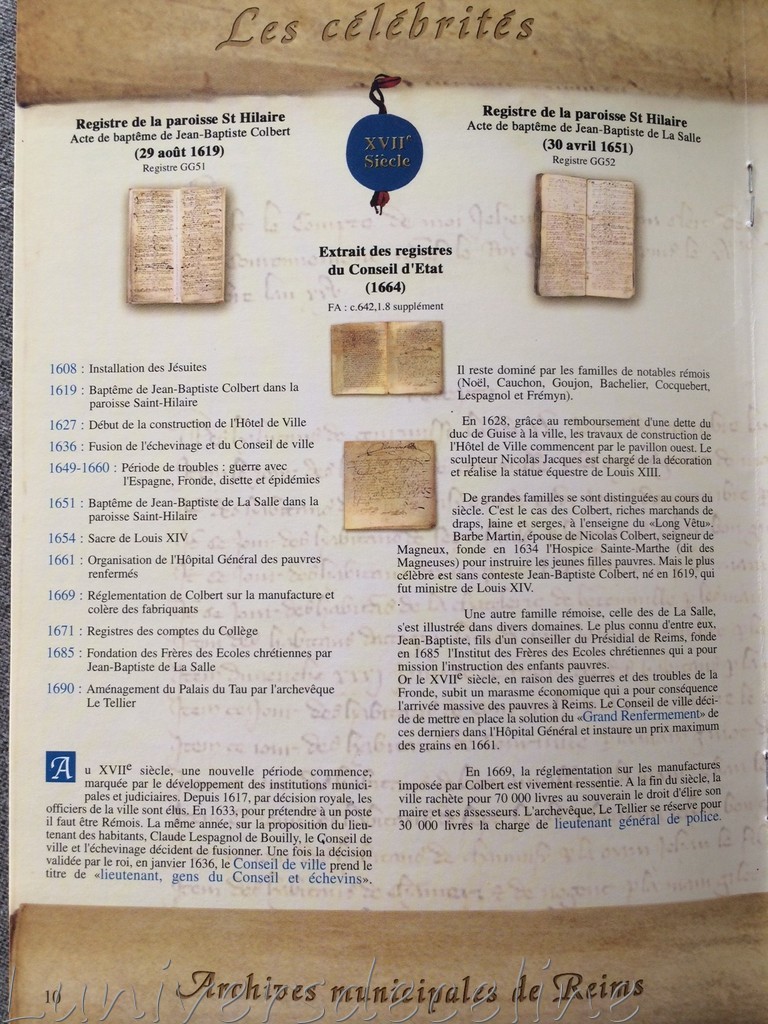 Les célébrités
Registre de la paroisse St Hilaire
Acte de baptême de Jean-Baptiste Colbert
(29 août 1619)
Registre GG51
XVIIe
Siècle
Registre de la paroisse St Hilaire
Acte de baptême de Jean-Baptiste de La Salle
(30 avril 1651)
Registre GG52
Extrait des registres
du Conseil d'Etat
(1664)
FA : c.642,1.8 supplément
1608 : Installation des Jésuites
1619 : Baptême de Jean-Baptiste Colbert dans la
paroisse Saint-Hilaire
1627 : Début de la construction de l'Hôtel de Ville
1636 : Fusion de l'échevinage et du Conseil de ville
1649-1660 : Période de troubles : guerre avec
l'Espagne, Fronde, disette et épidémies
1651 : Baptême de Jean-Baptiste de La Salle dans la
paroisse Saint-Hilaire
1654 : Sacre de Louis XIV
1661 : Organisation de l'Hôpital Général des pauvres
renfermés
1669 : Réglementation de Colbert sur la manufacture et
colère des fabriquants
1671 : Registres des comptes du Collège
1685 : Fondation des Frères des Ecoles chrétiennes par
Jean-Baptiste de La Salle
1690 : Aménagement du Palais du Tau par l'archevêque
Le Tellier
Au XVIIe siècle, une nouvelle période commence,
marquée par le développement des institutions munici-
pales et judiciaires. Depuis 1617, par décision royale, les
officiers de la ville sont élus. En 1633, pour prétendre à un poste
il faut être Rémois. La même année, sur la proposition du lieu-
tenant des habitants, Claude Lespagnol de Bouilly, le Conseil de
ville et l'échevinage décident de fusionner. Une fois la décision
validée par le roi, en janvier 1636, le Conseil de ville prend le
titre de «lieutenant, gens du Conseil et échevins».
Il reste dominé par les familles de notables rémois
(Noël, Cauchon, Goujon, Bachelier, Cocquebert,
Lespagnol et Frémyn).
En 1628, grâce au remboursement d'une dette du
duc de Guise à la ville, les travaux de construction de
l'Hôtel de Ville commencent par le pavillon ouest. Le
sculpteur Nicolas Jacques est chargé de la décoration
et réalise la statue équestre de Louis XIII.
De grandes familles se sont distinguées au cours du
siècle. C'est le cas des Colbert, riches marchands de
draps, laine et serges, à l'enseigne du «Long Vêtu».
Barbe Martin, épouse de Nicolas Colbert, seigneur de
Magneux, fonde en 1634 l'Hospice Sainte-Marthe (dit des
Magneuses) pour instruire les jeunes filles pauvres. Mais le plus
célèbre est sans conteste Jean-Baptiste Colbert, né en 1619, qui
fut ministre de Louis XIV.
Une autre famille rémoise, celle des de La Salle,
s'est illustrée dans divers domaines. Le plus connu d'entre eux,
Jean-Baptiste, fils d'un conseiller du Présidial de Reims, fonde
en 1685 l'Institut des Frères des Ecoles chrétiennes qui a pour
mission l'instruction des enfants pauvres.
Or le XVIIe siècle, en raison des guerres et des troubles de la
Fronde, subit un marasme économique qui a pour conséquence
l'arrivée massive des pauvres à Reims. Le Conseil de ville déci-
de de mettre en place la solution du «Grand Renfermement» de
ces derniers dans l'Hôpital Général et instaure un prix maximum
des grains en 1661.
En 1669, la réglementation sur les manufactures
imposée par Colbert est vivement ressentie. A la fin du siècle, la
ville rachète pour 70 000 livres au souverain le droit d'élire son
maire et ses assesseurs. L'archevêque, Le Tellier se réserve pour
30 000 livres la charge de lieutenant général de police.
10
Archives municipales de Reims
Luniversdeceline